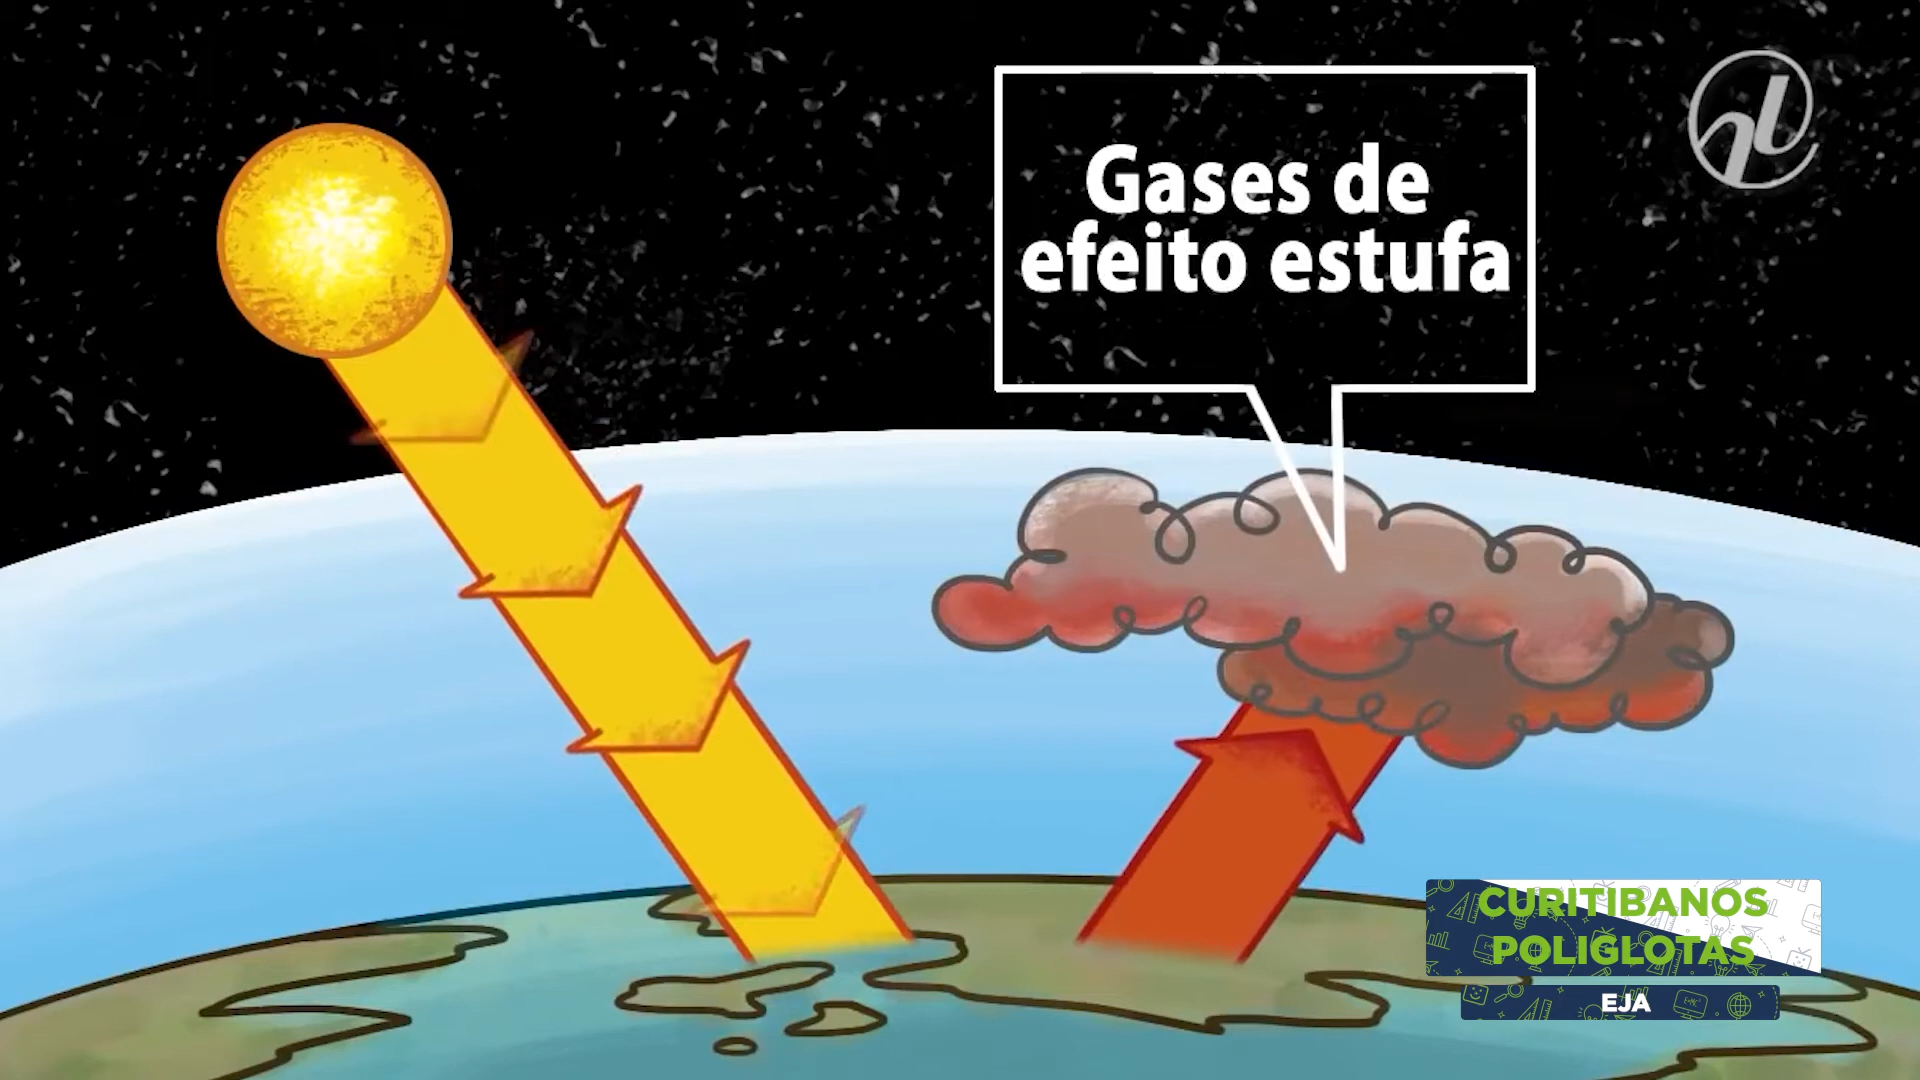 Gases de
efeito estufa
CURITIBANOS
POLIGLOTAS
EJA